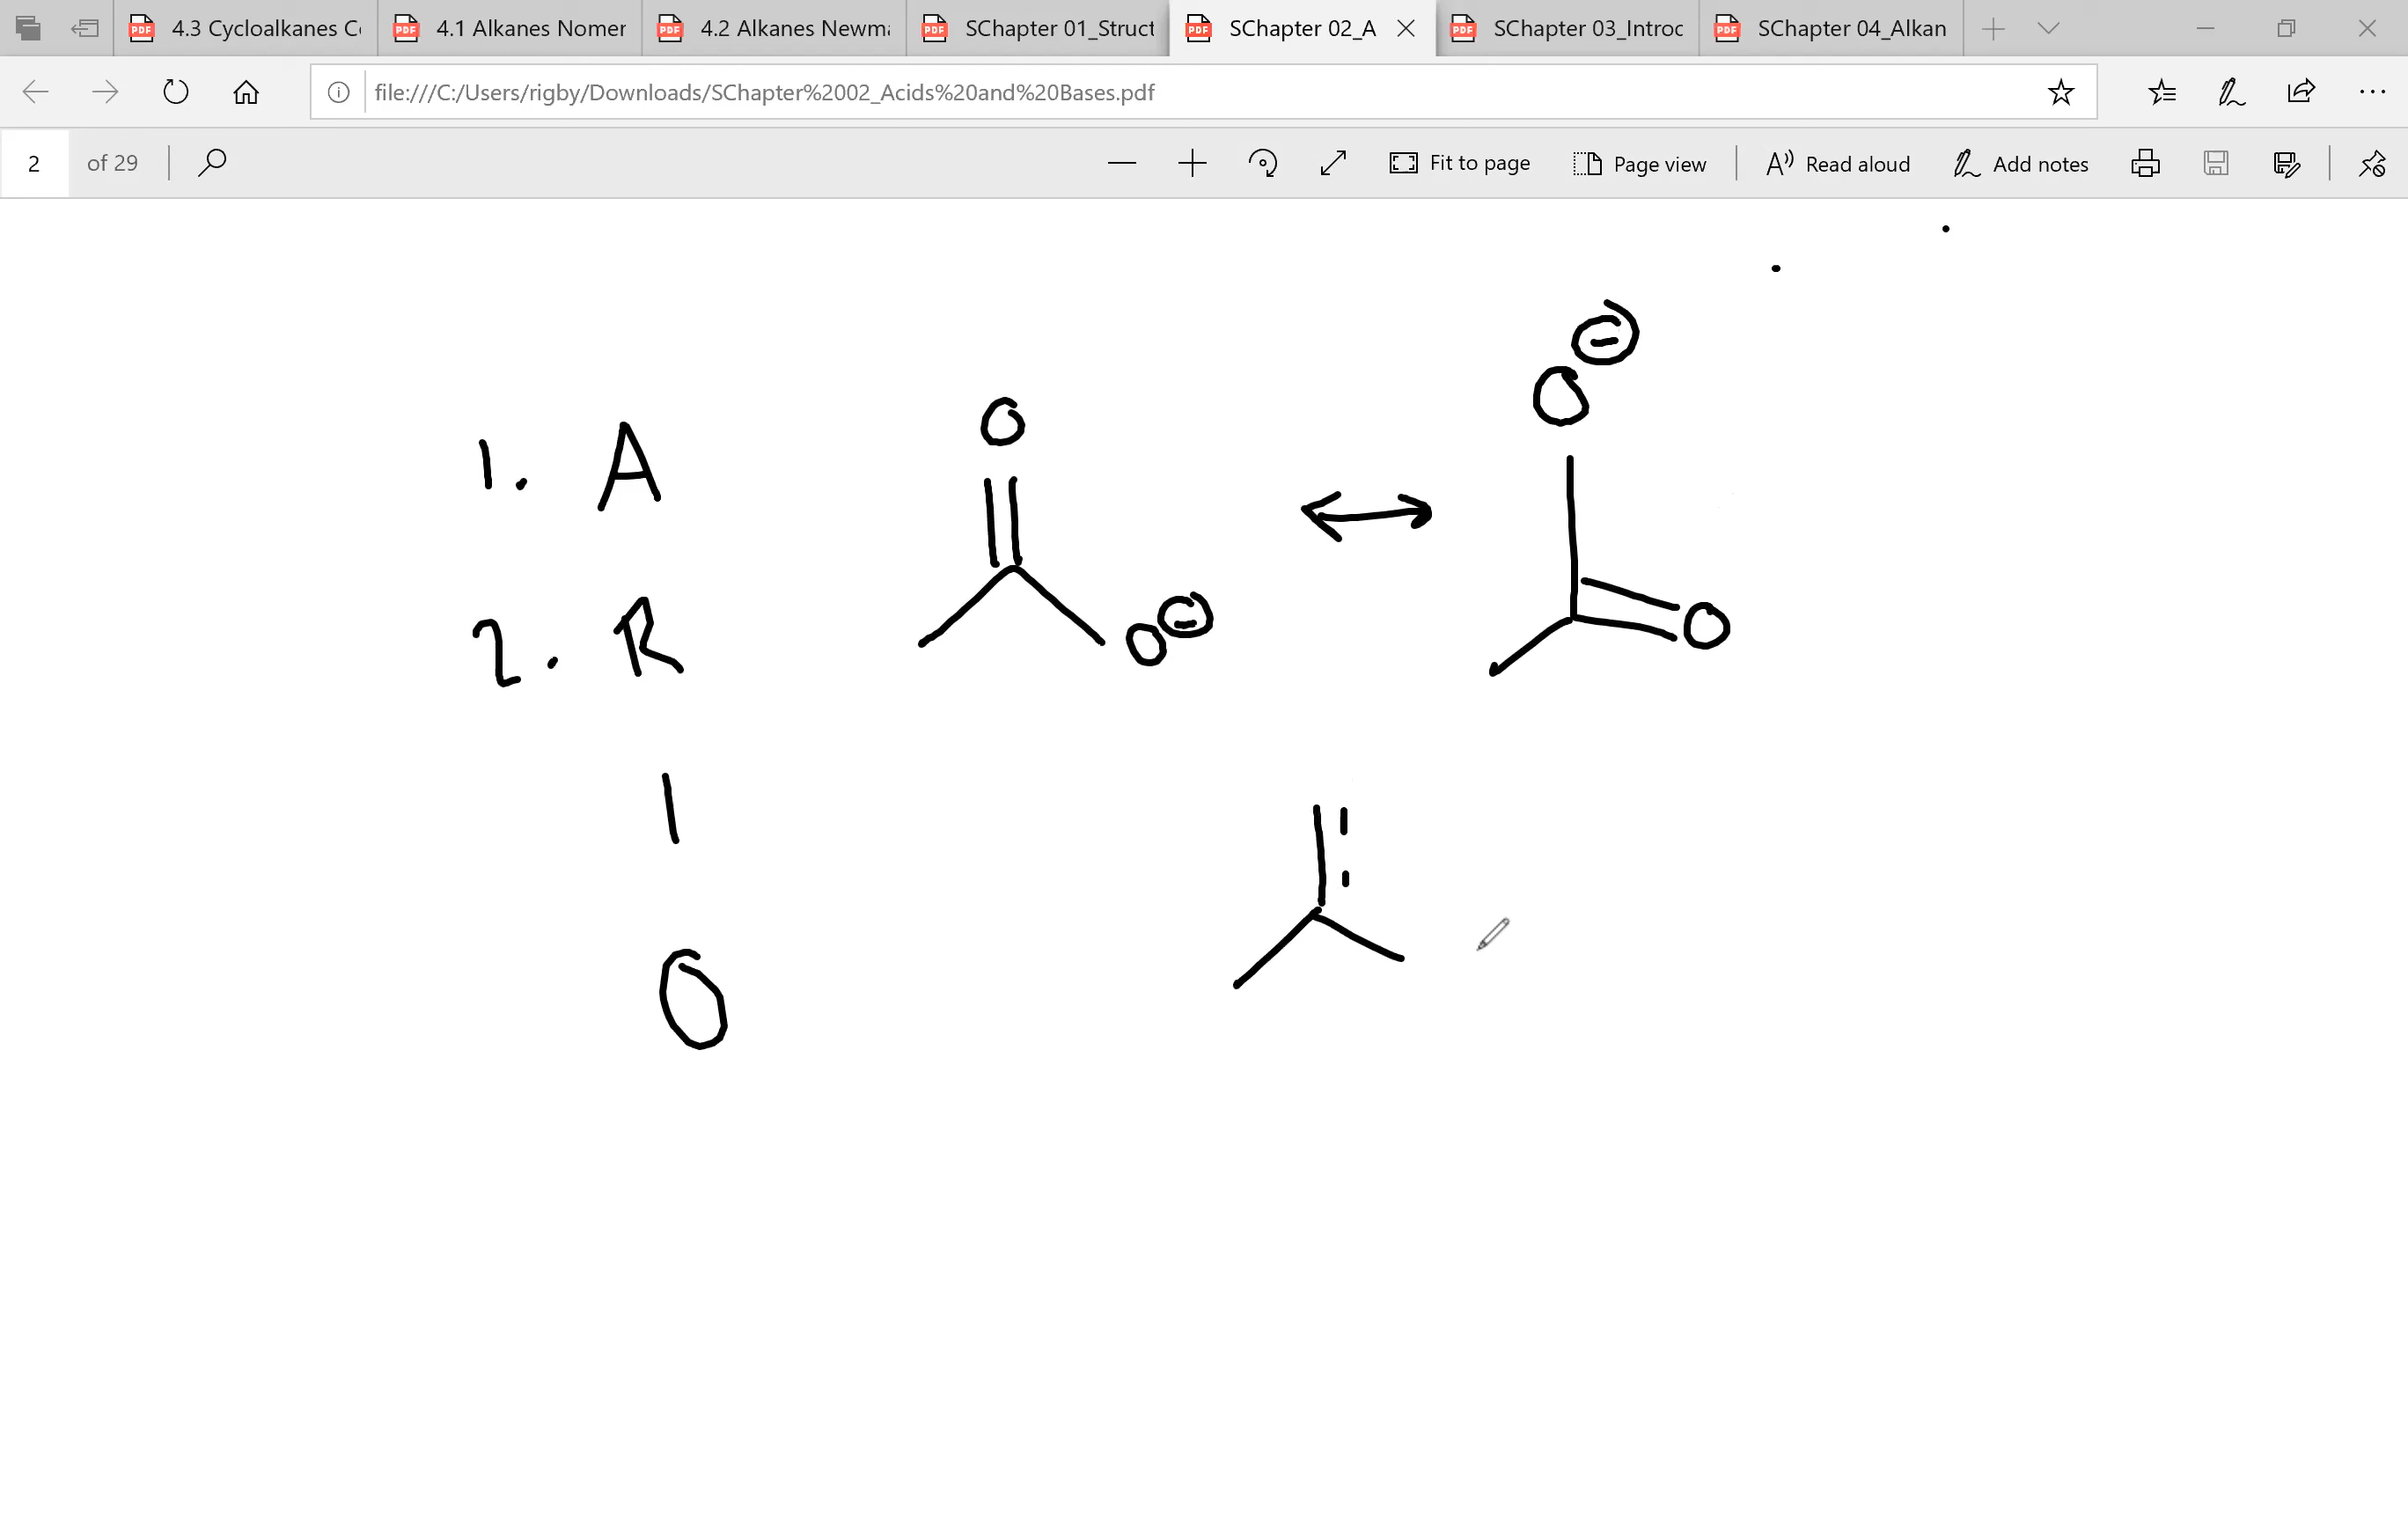 4.3 Cycloalkanes C
4.1 Alkanes Nomer
4.2 Alkanes Newm
SChapter 01_Struct
SChapter 02_A
SChapter 03_Introc
SChapter 04_Alkan
file:///C:/Users/rigby/Downloads/SChapter%2002_Acids%20and%20Bases.pdf
2 of 29
Fit to page
Page view
Read aloud
Add notes
O ⊖
1. A
O
2. R
O ⊖
O
I
O